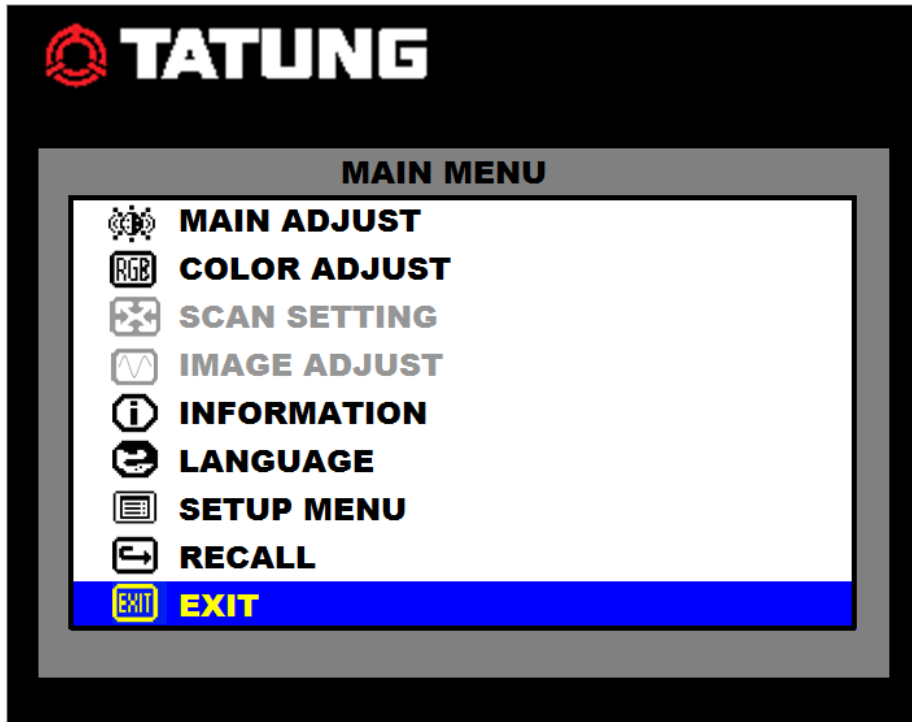 TATUNG
MAIN MENU
MAIN ADJUST
RGB COLOR ADJUST
SCAN SETTING
IMAGE ADJUST
i INFORMATION
LANGUAGE
SETUP MENU
RECALL
EXIT EXIT